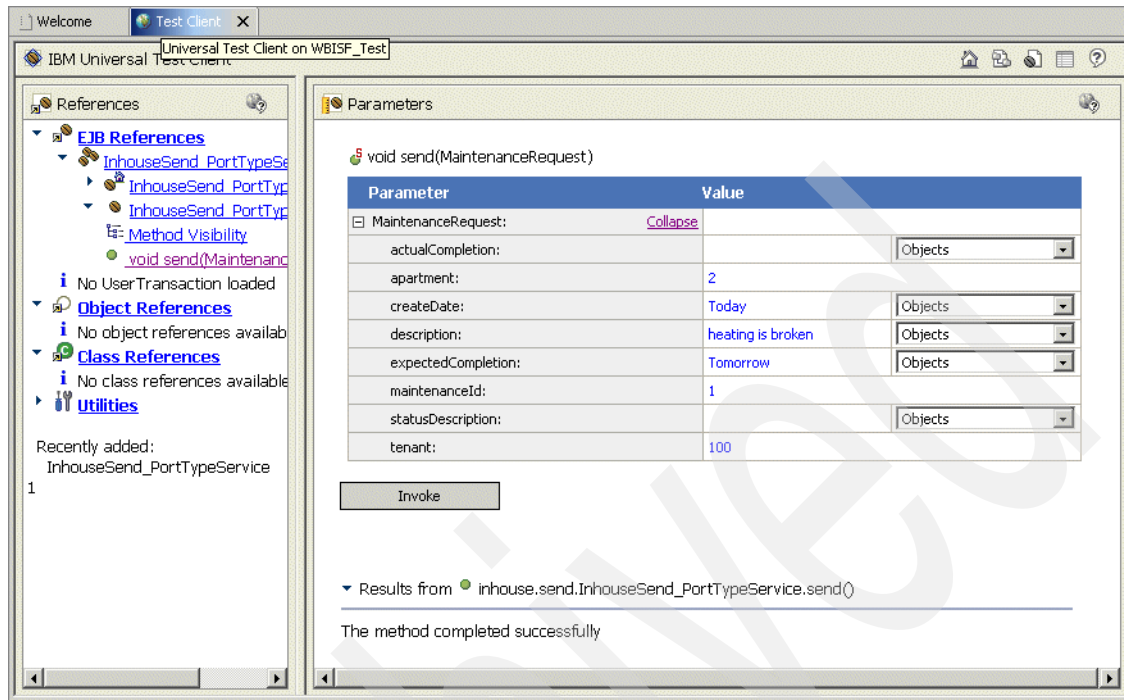 Welcome
Test Client
Universal Test Client on WBISF_Test
IBM Universal Test Client
References
EJB References
InhouseSend_PortTypeSe
InhouseSend_PortTyp
InhouseSend_PortTyp
Method Visibility
void send(Maintenanc
No UserTransaction loaded
Object References
No object references availab
Class References
No class references available
Utilities
Recently added:
InhouseSend_PortTypeService
1
Parameters
void send(MaintenanceRequest)
Parameter Value
MaintenanceRequest: Collapse
actualCompletion: Objects
apartment: 2
createDate: Today Objects
description: heating is broken Objects
expectedCompletion: Tomorrow Objects
maintenanceId: 1
statusDescription: Objects
tenant: 100
Invoke
Results from inhouse.send.InhouseSend_PortTypeService.send()
The method completed successfully